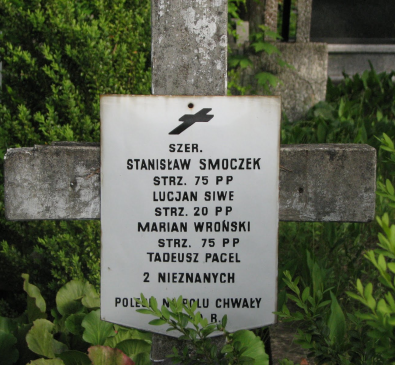 SZER.
STANISŁAW SMOCZEK
STRZ. 75 PP
LUCJAN SIWE
STRZ. 20 PP
MARIAN WROŃSKI
STRZ. 75 PP
TADEUSZ PACEL
2 NIEZNANYCH
POLU CHWAŁY
R.